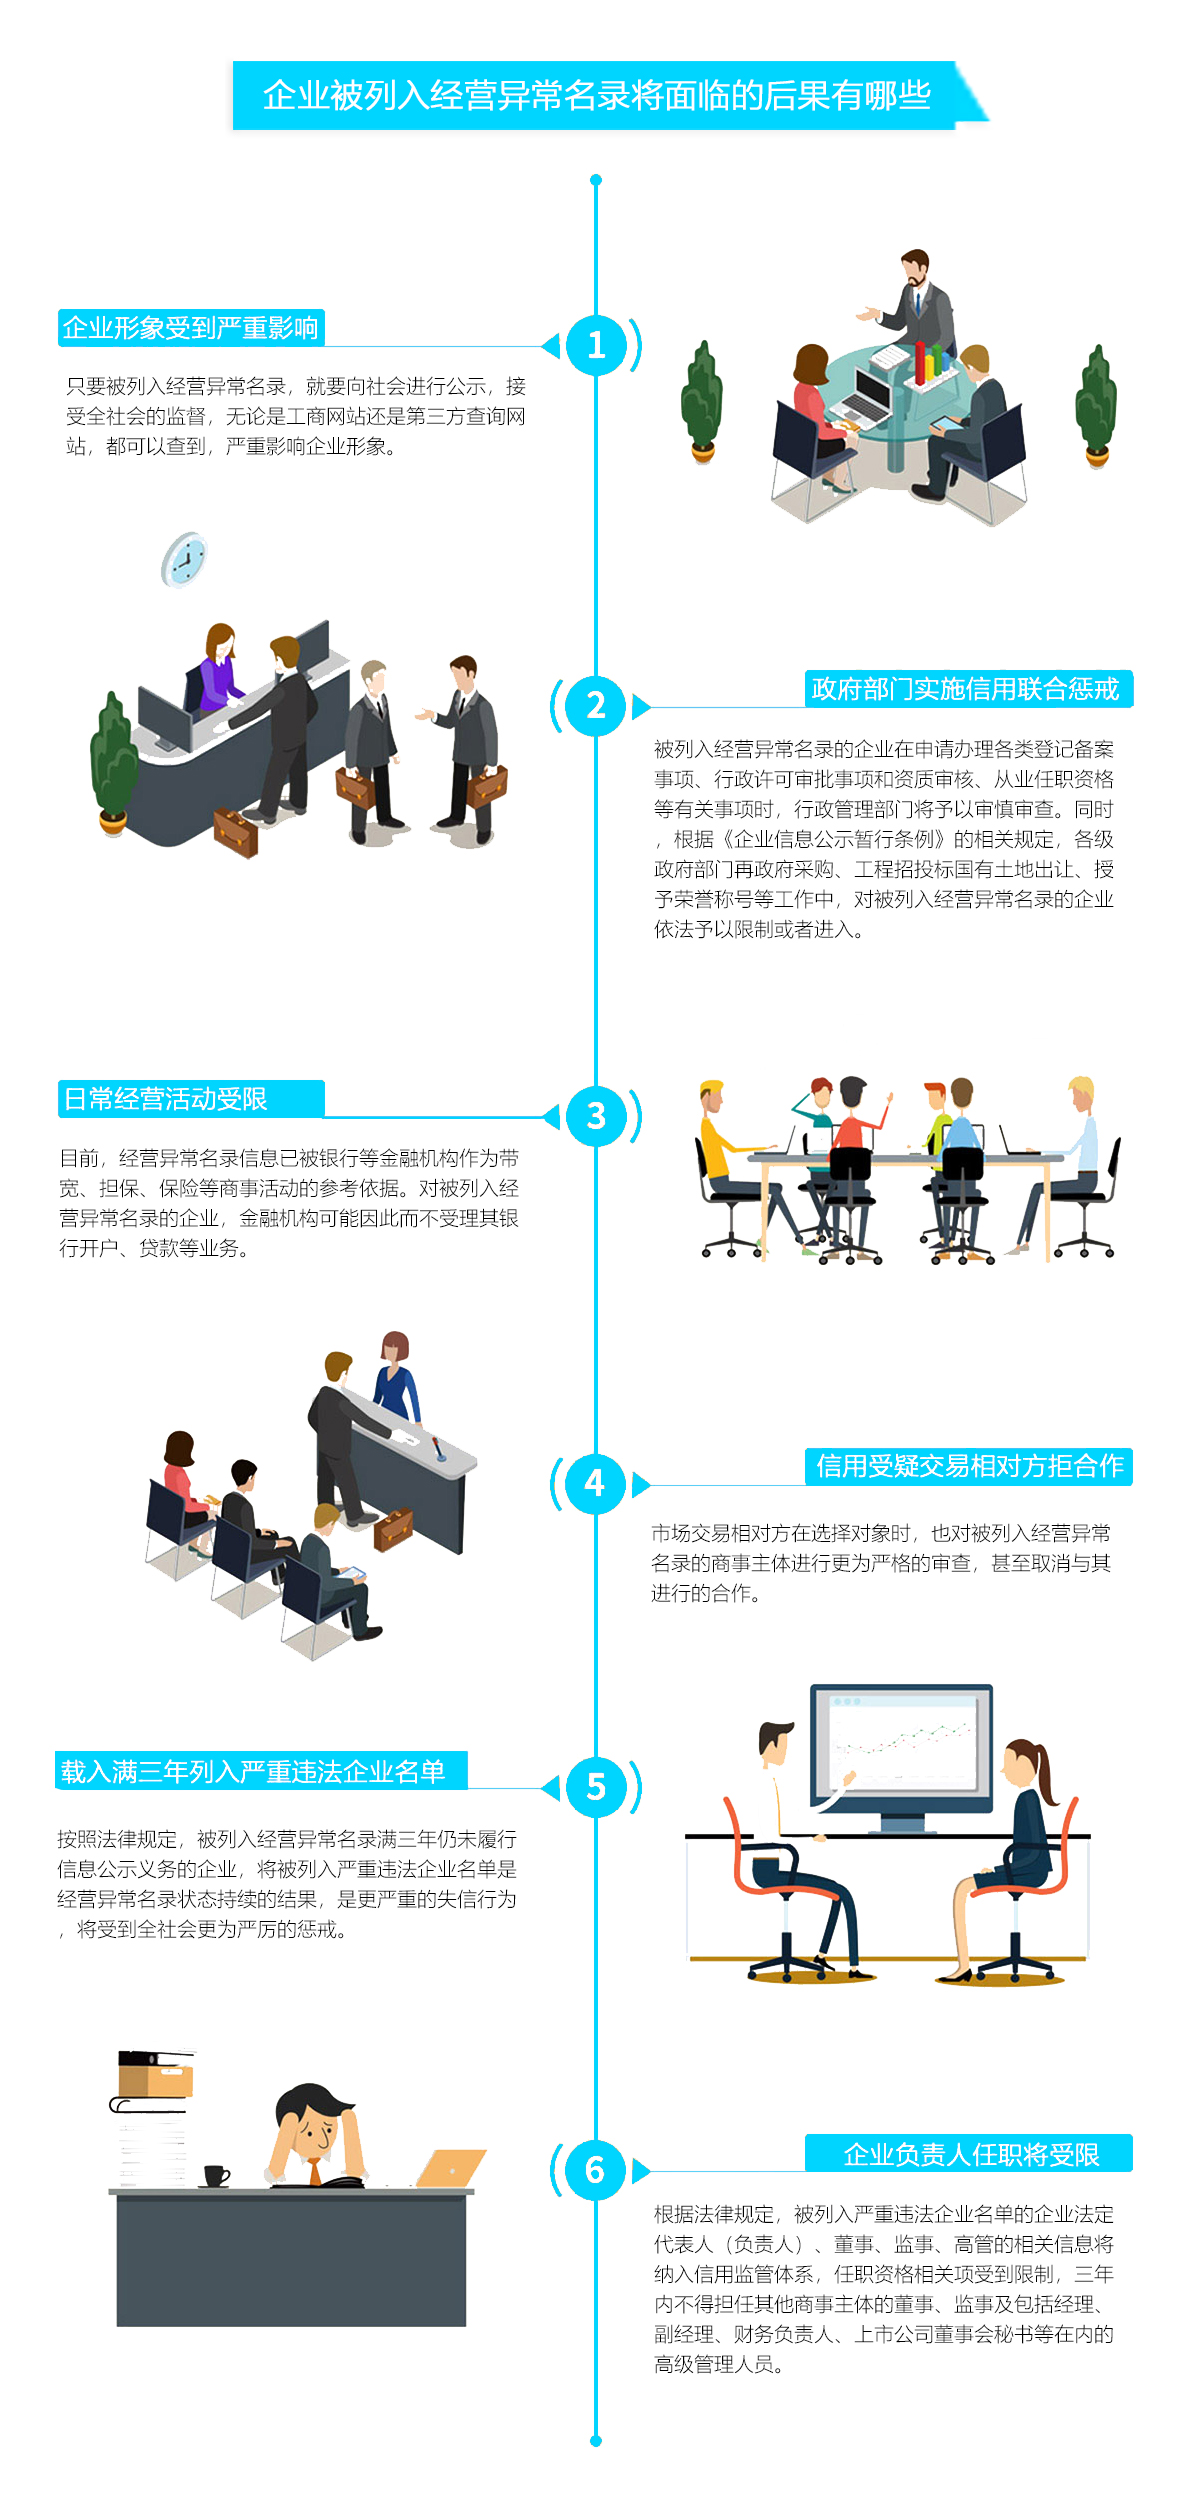 企业被列入经营异常名录将面临的后果有哪些
1
企业形象受到严重影响
只要被列入经营异常名录，就要向社会进行公示，接
受全社会的监督，无论是工商网站还是第三方查询网
站，都可以查到，严重影响企业形象。
2
政府部门实施信用联合惩戒
被列入经营异常名录的企业在申请办理各类登记备案
事项、行政许可审批事项和资质审核、从业任职资格
等有关事项时，行政管理部门将予以审慎审查。同时
，根据《企业信息公示暂行条例》的相关规定，各级
政府部门再政府采购、工程招投标国有土地出让、授
予荣誉称号等工作中，对被列入经营异常名录的企业
依法予以限制或者进入。
3
日常经营活动受限
目前，经营异常名录信息已被银行等金融机构作为带
宽、担保、保险等商事活动的参考依据。对被列入经
营异常名录的企业，金融机构可能因此而不受理其银
行开户、贷款等业务。
4
信用受疑交易相对方拒合作
市场交易相对方在选择对象时，也对被列入经营异常
名录的商事主体进行更为严格的审查，甚至取消与其
进行的合作。
5
载入满三年列入严重违法企业名单
按照法律规定，被列入经营异常名录满三年仍未履行
信息公示义务的企业，将被列入严重违法企业名单是
经营异常名录状态持续的结果，是更严重的失信行为
，将受到全社会更为严厉的惩戒。
6
企业负责人任职将受限
根据法律规定，被列入严重违法企业名单的企业法定
代表人（负责人）、董事、监事、高管的相关信息将
纳入信用监管体系，任职资格相关项受到限制，三年
内不得担任其他商事主体的董事、监事及包括经理、
副经理、财务负责人、上市公司董事会秘书等在内的
高级管理人员。